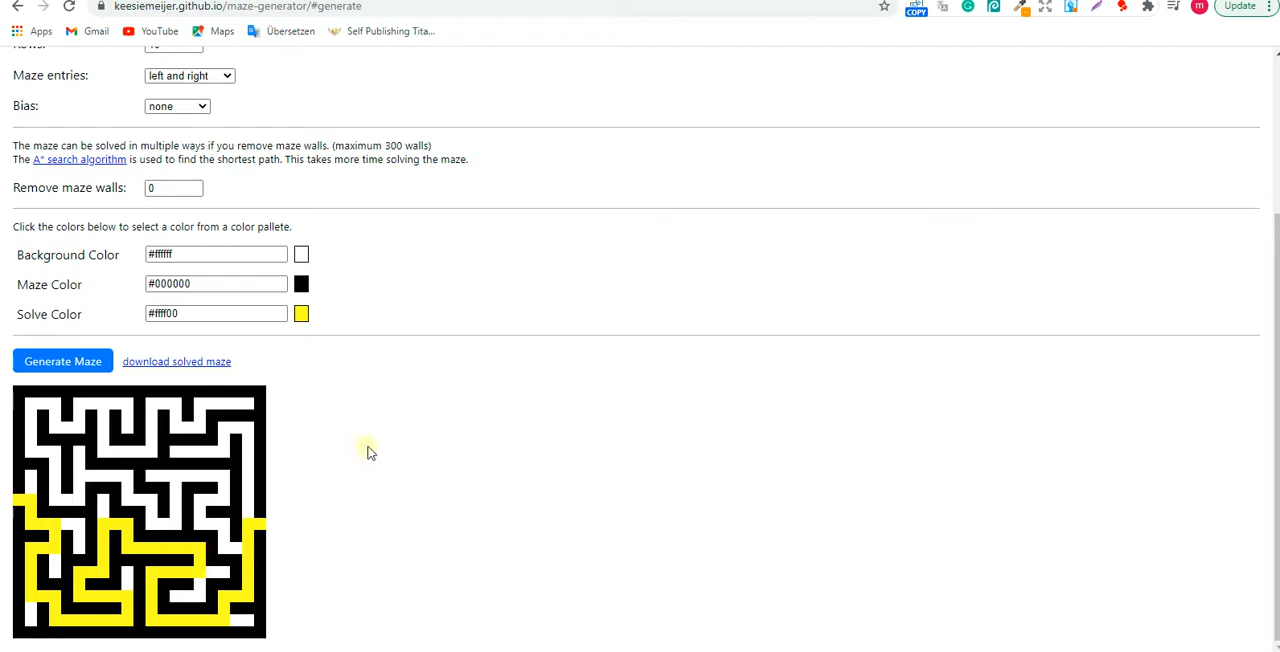 keesiemeijer.github.io/maze-generator/#generate
COPY
m
Update
Apps Gmail YouTube Maps Übersetzen Self Publishing Tita...
Maze entries: left and right
Bias: none
The maze can be solved in multiple ways if you remove maze walls. (maximum 300 walls)
The A* search algorithm is used to find the shortest path. This takes more time solving the maze.
Remove maze walls: 0
Click the colors below to select a color from a color pallete.
Background Color #ffffff
Maze Color #000000
Solve Color #ffff00
Generate Maze download solved maze